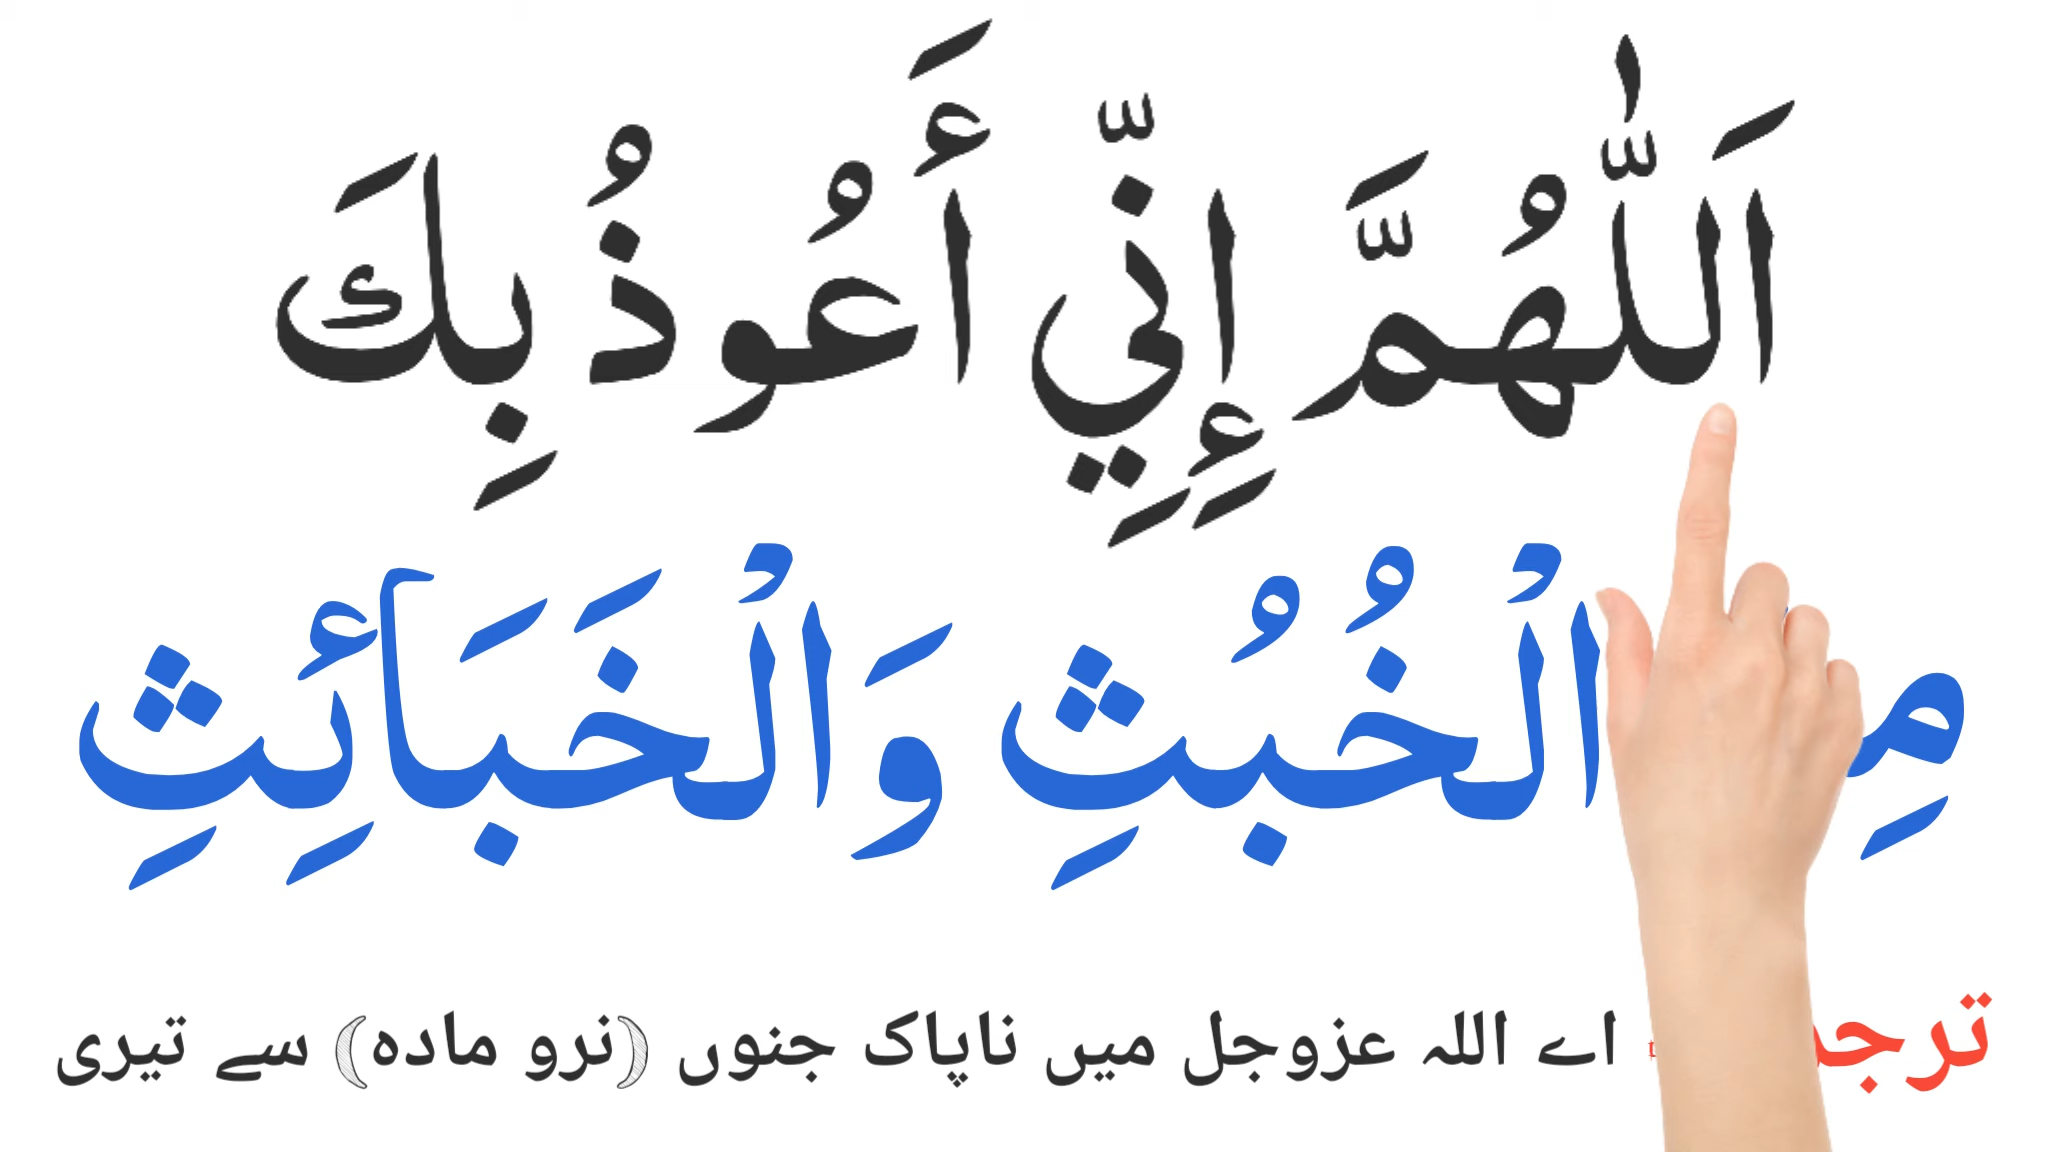 اَللّٰهُمَّ إِنِّيِ أَعُوذُ بِكَ
الْخُبُثِ وَالْخَبَائِثِ
اے اللہ عزوجل میں ناپاک جنوں (نرو مادہ) سے تیری